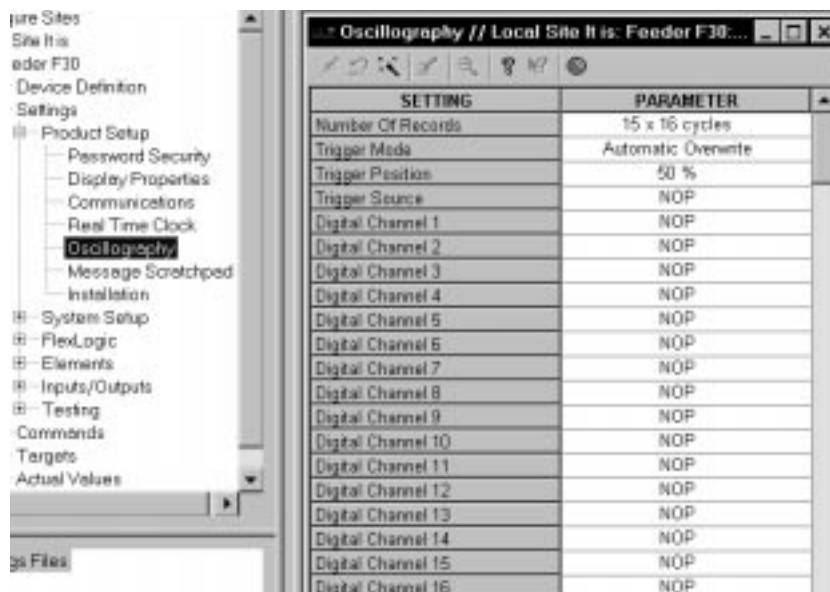 ure Sites
Site It is
eder F30
Device Definition
Settings
Product Setup
Password Security
Display Properties
Communications
Real Time Clock
Oscillography
Message Scratchpad
Installation
System Setup
FlexLogic
Elements
Inputs/Outputs
Testing
Commands
Targets
Actual Values
gs Files
Oscillography // Local Site It is: Feeder F30:...
SETTING PARAMETER
Number Of Records 15 x 16 cycles
Trigger Mode Automatic Overwrite
Trigger Position 50 %
Trigger Source NOP
Digital Channel 1 NOP
Digital Channel 2 NOP
Digital Channel 3 NOP
Digital Channel 4 NOP
Digital Channel 5 NOP
Digital Channel 6 NOP
Digital Channel 7 NOP
Digital Channel 8 NOP
Digital Channel 9 NOP
Digital Channel 10 NOP
Digital Channel 11 NOP
Digital Channel 12 NOP
Digital Channel 13 NOP
Digital Channel 14 NOP
Digital Channel 15 NOP
Digital Channel 16 NOP